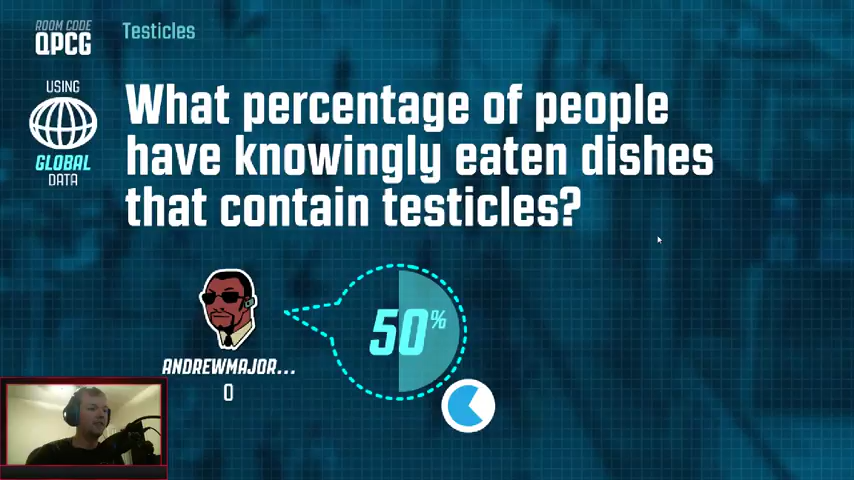 ROOM CODE
QPCG
Testicles
USING
GLOBAL
DATA
What percentage of people
have knowingly eaten dishes
that contain testicles?
50%
ANDREWMAJOR...
0